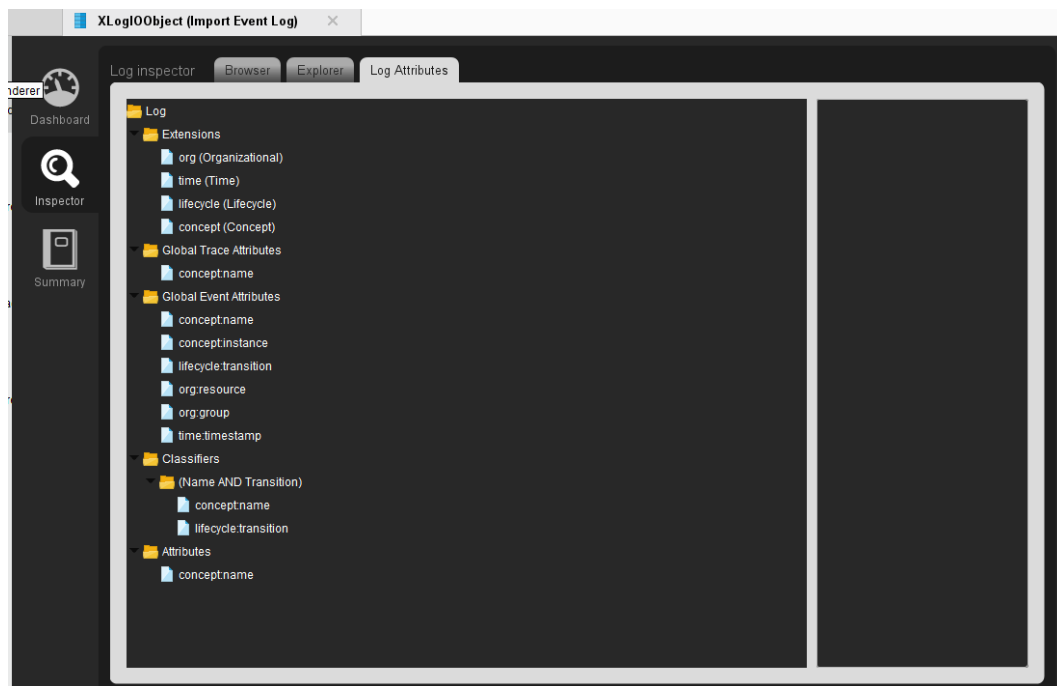 XLogIOObject (Import Event Log)
Log inspector Browser Explorer Log Attributes
nderer
Dashboard
Inspector
Summary
Log
Extensions
org (Organizational)
time (Time)
lifecycle (Lifecycle)
concept (Concept)
Global Trace Attributes
concept:name
Global Event Attributes
concept:name
concept:instance
lifecycle:transition
org:resource
org:group
time:timestamp
Classifiers
(Name AND Transition)
concept:name
lifecycle:transition
Attributes
concept:name